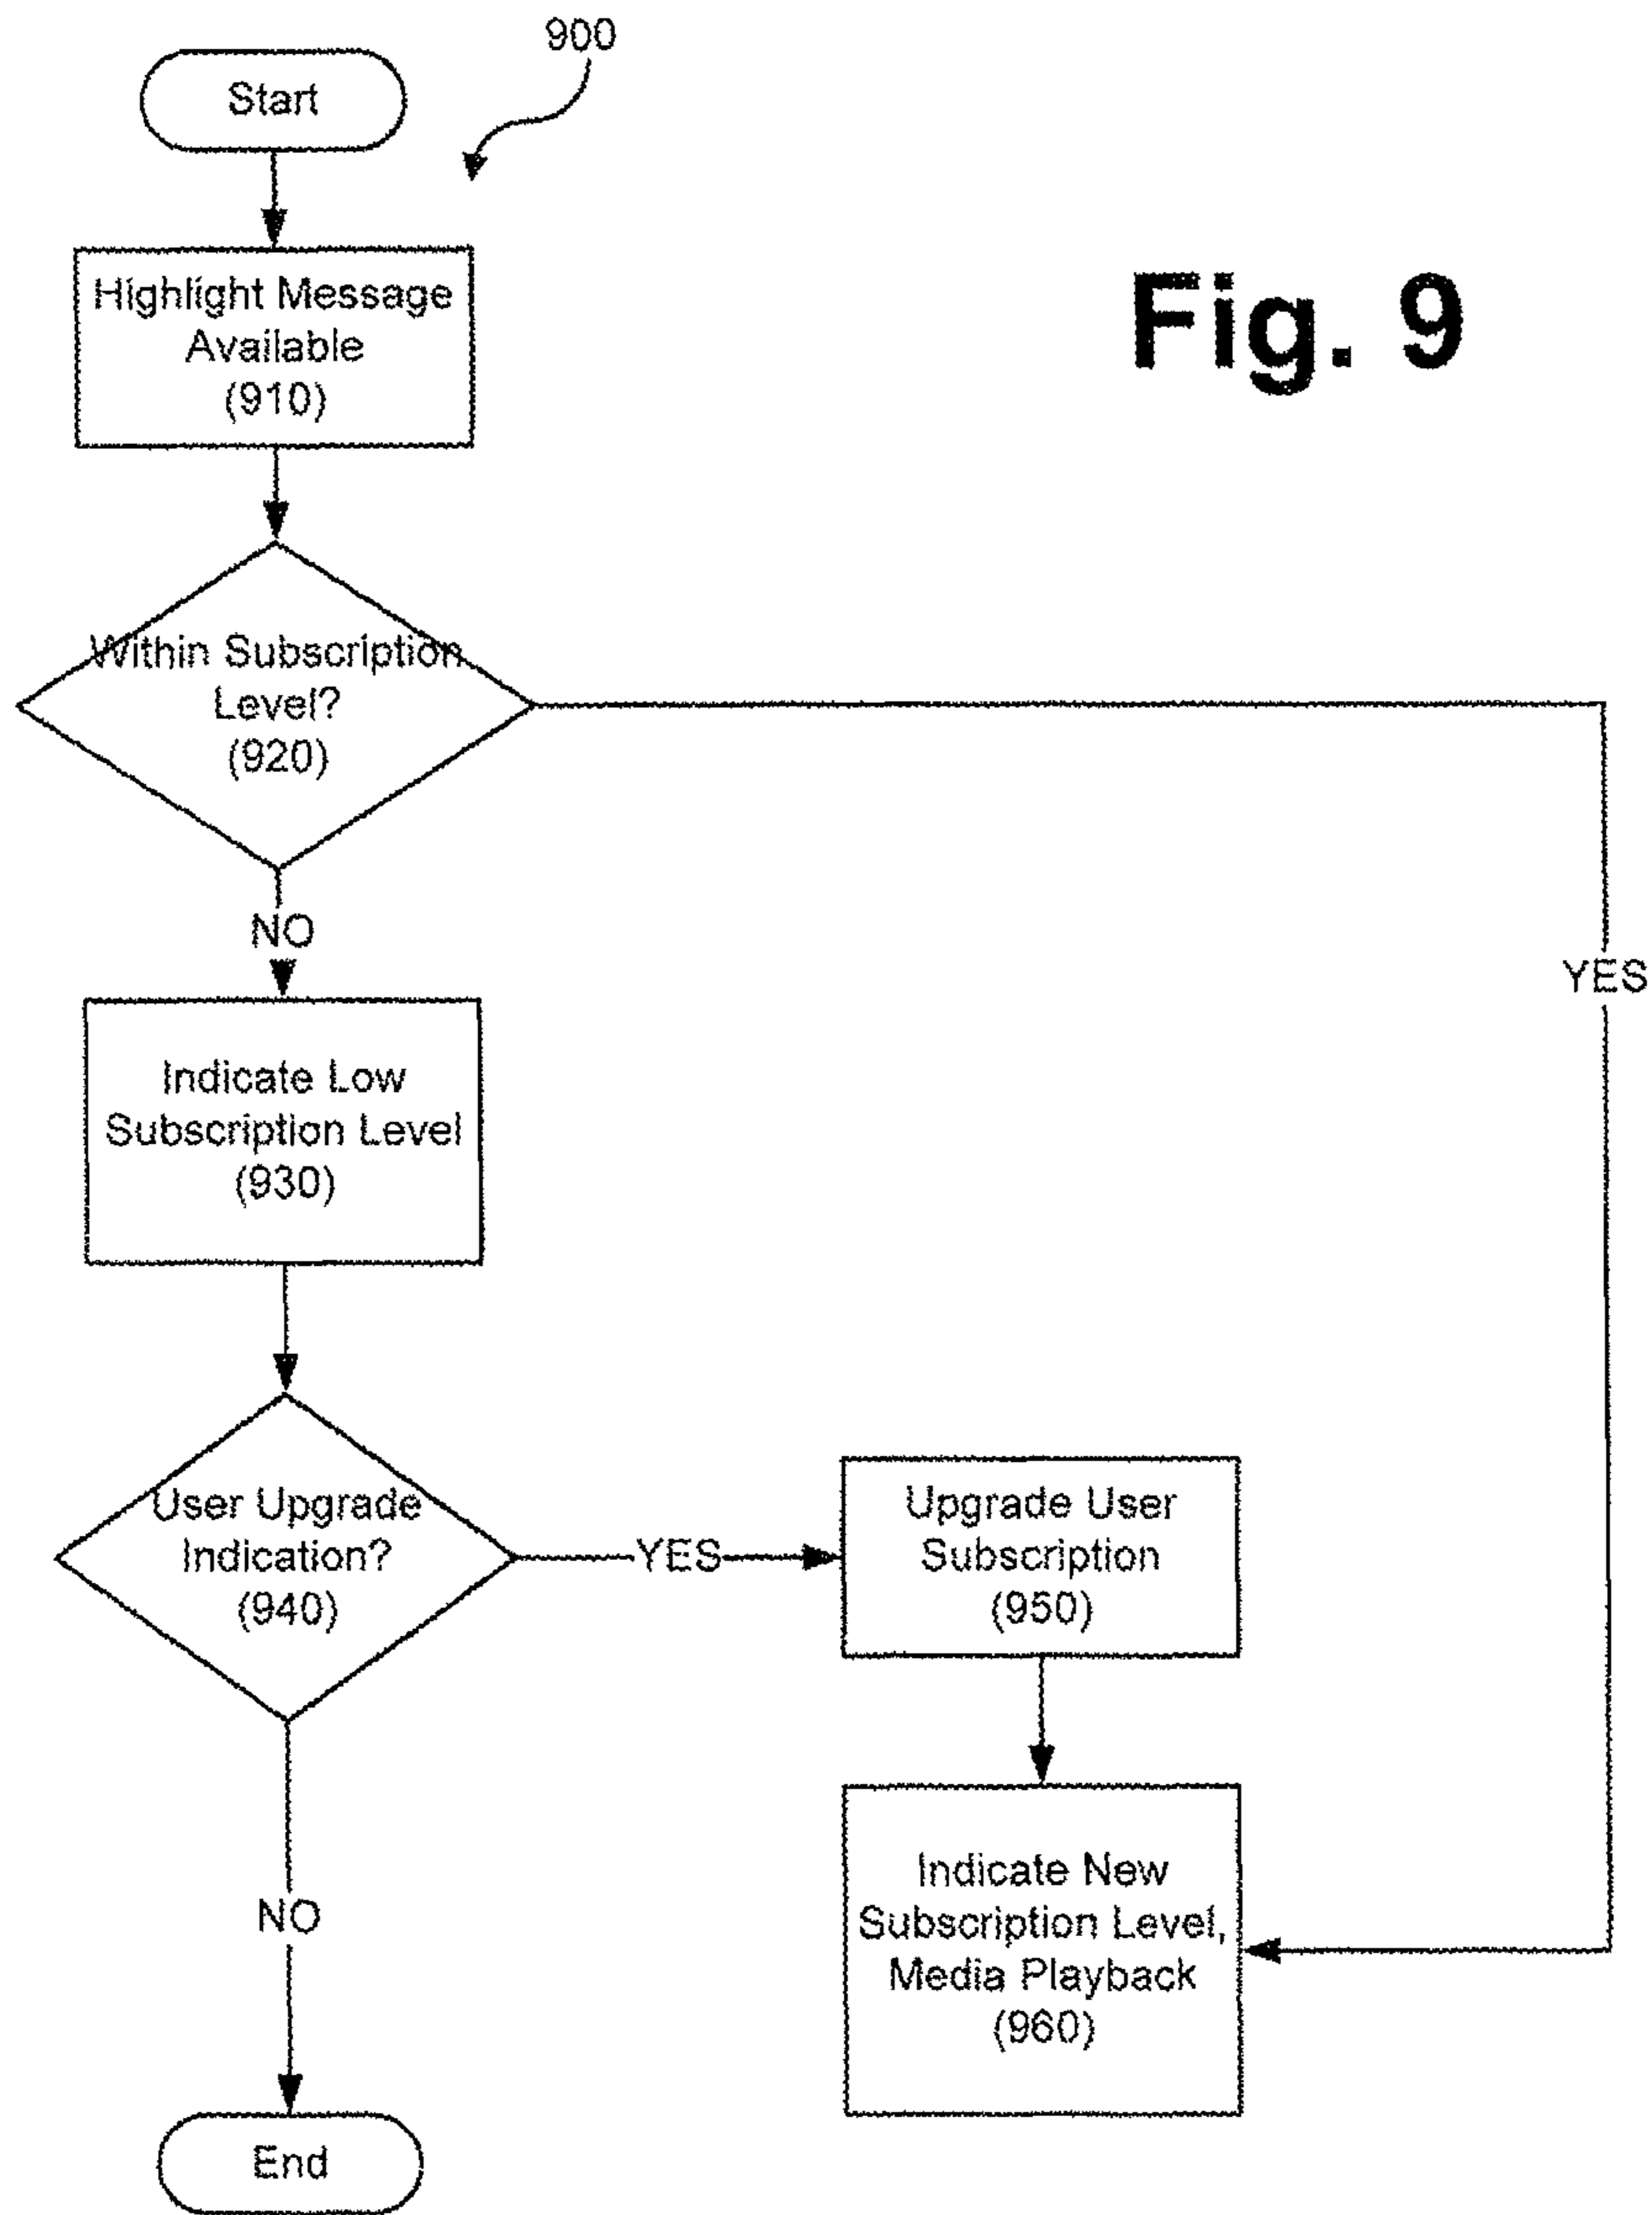 900
Start
Fig. 9
Highlight Message
Available
(910)
Within Subscription
Level?
(920)
NO
YES
Indicate Low
Subscription Level
(930)
User Upgrade
Indication?
(940)
YES
Upgrade User
Subscription
(950)
NO
Indicate New
Subscription Level,
Media Playback
(960)
End